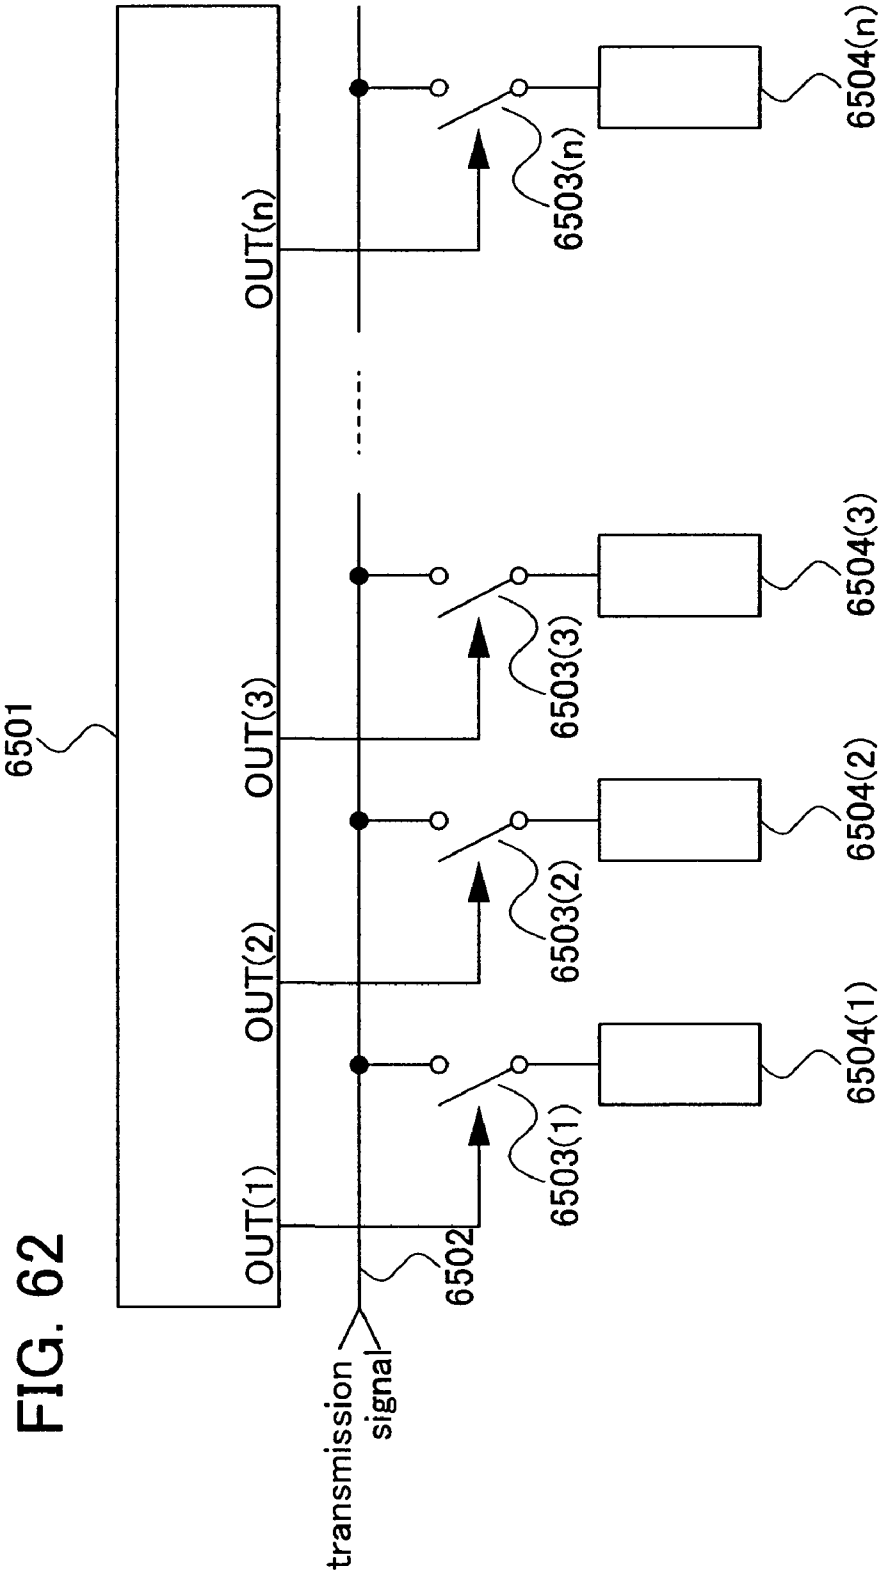 FIG. 62
6501
OUT(1)
OUT(2)
OUT(3)
OUT(n)
transmission
signal
6502
6503(1)
6503(2)
6503(3)
6503(n)
6504(1)
6504(2)
6504(3)
6504(n)